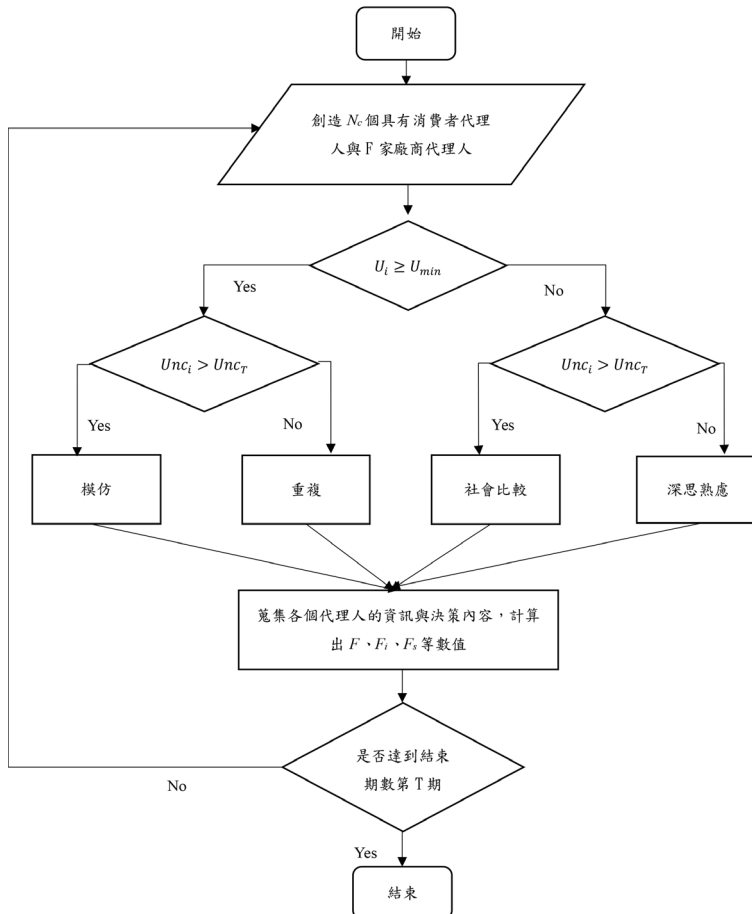 開始
創造 Nc 個具有消費者代理
人與 F 家廠商代理人
Ui ≥ Umin
Yes
No
Unci > UncT
Unci > UncT
Yes
No
Yes
No
模仿
重複
社會比較
深思熟慮
蒐集各個代理人的資訊與決策內容，計算
出 F、Fi、Fs 等數值
是否達到結束
期數第 T 期
No
Yes
結束